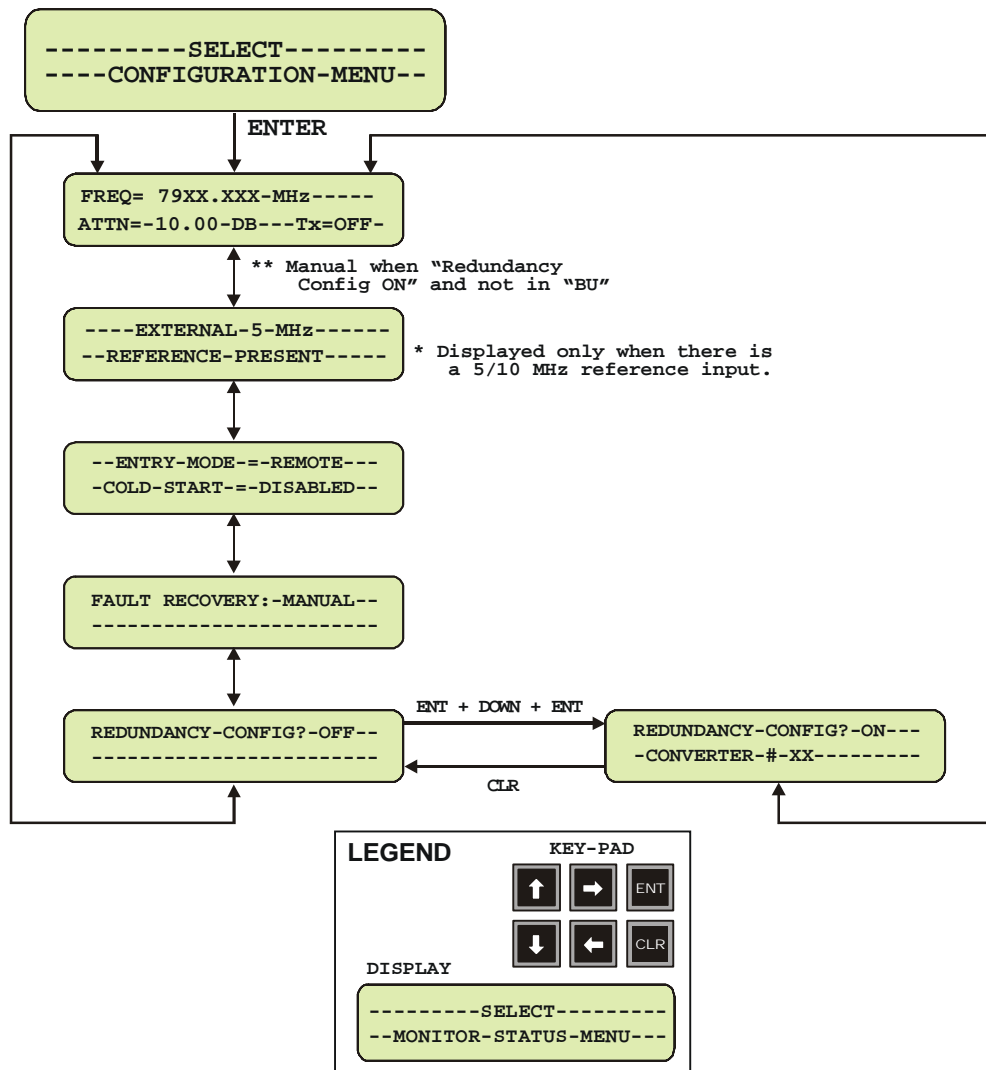 ---------SELECT---------
----CONFIGURATION-MENU--
ENTER
FREQ= 79XX.XXX-MHz-----
ATTN=-10.00-DB---Tx=OFF-
** Manual when “Redundancy
Config ON” and not in “BU”
----EXTERNAL-5-MHz------
--REFERENCE-PRESENT-----
* Displayed only when there is
a 5/10 MHz reference input.
--ENTRY-MODE-=-REMOTE---
-COLD-START-=-DISABLED--
FAULT RECOVERY:-MANUAL--
------------------------
REDUNDANCY-CONFIG?-OFF--
------------------------
ENT + DOWN + ENT
CLR
REDUNDANCY-CONFIG?-ON---
-CONVERTER-#-XX---------
LEGEND
KEY-PAD
ENT
CLR
DISPLAY
---------SELECT---------
--MONITOR-STATUS-MENU---